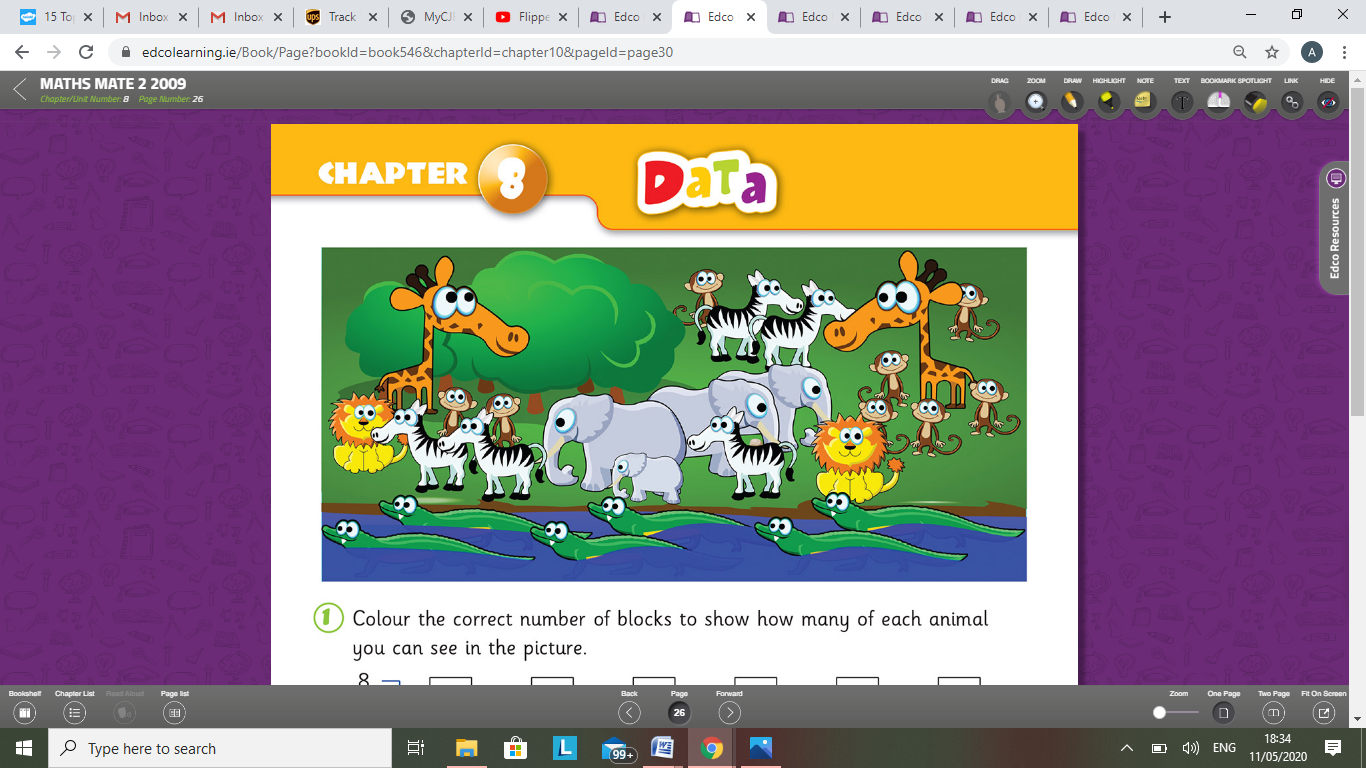 15 To
Inbox
Inbox
Track
MyCJ
Flippe
Edco
Edco
Edco
Edco
Edco
Edco
edcolearning.ie/Book/Page?bookId=book546&chapterId=chapter10&pageId=page30
A
MATHS MATE 2 2009
Chapter/Unit Number: 8 Page Number: 26
DRAG ZOOM DRAW HIGHLIGHT NOTE TEXT BOOKMARK SPOTLIGHT LINK HIDE
CHAPTER 8 Data
Edco Resources
1 Colour the correct number of blocks to show how many of each animal
you can see in the picture.
8
Bookshelf Chapter List Read Aloud Page list Back Page Forward Zoom One Page Two Page Fit On Screen
26
Type here to search
99+
ENG
18:34
11/05/2020